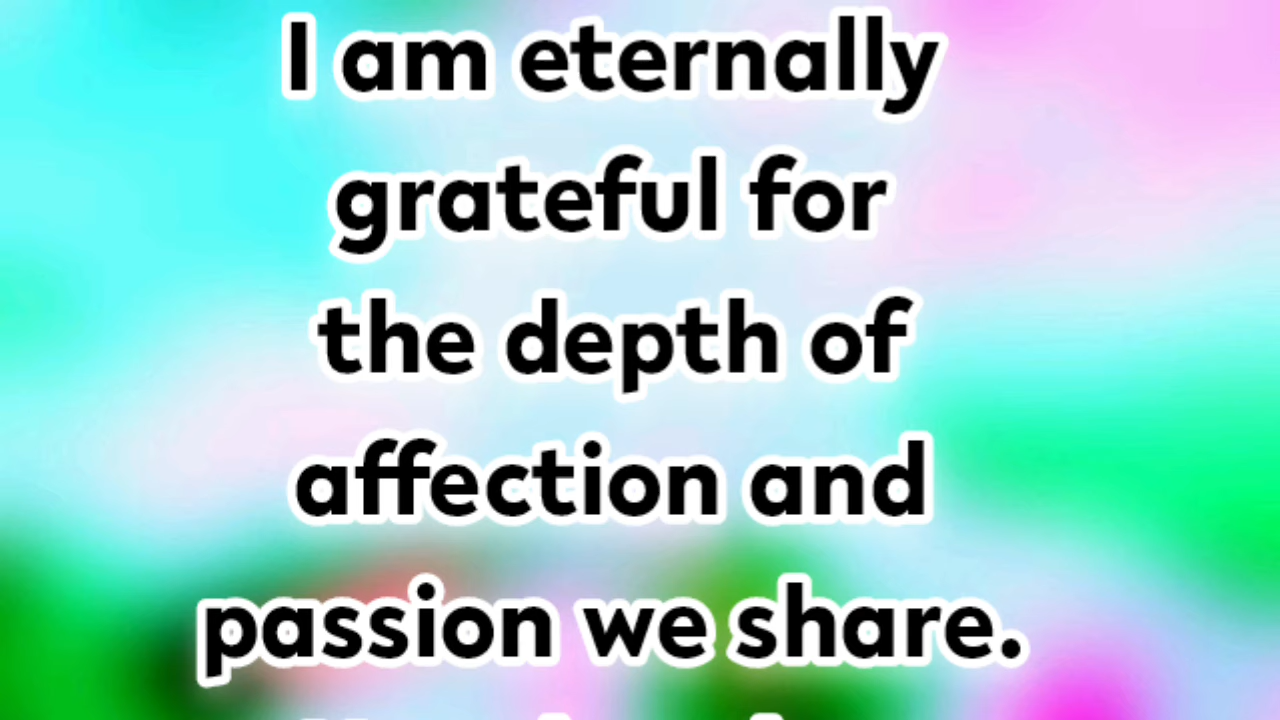 I am eternally
grateful for
the depth of
affection and
passion we share.